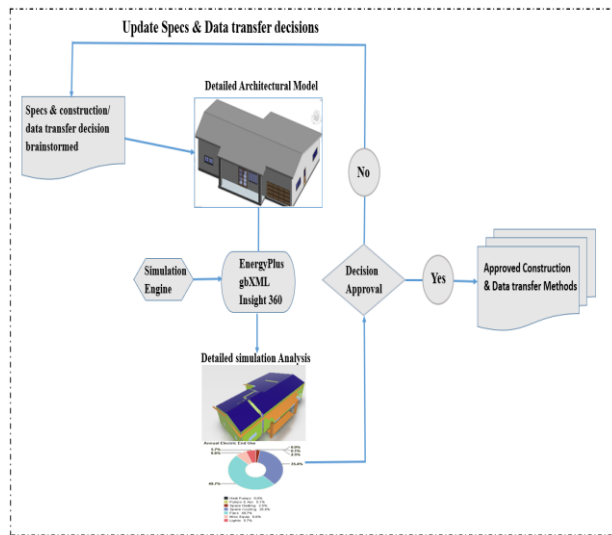 Update Specs & Data transfer decisions
Detailed Architectural Model
Specs & construction/
data transfer decision
brainstormed
No
Simulation
Engine
EnergyPlus
gbXML
Insight 360
Decision
Approval
Yes
Approved Construction
& Data transfer Methods
Detailed simulation Analysis
Annual Electric End Use